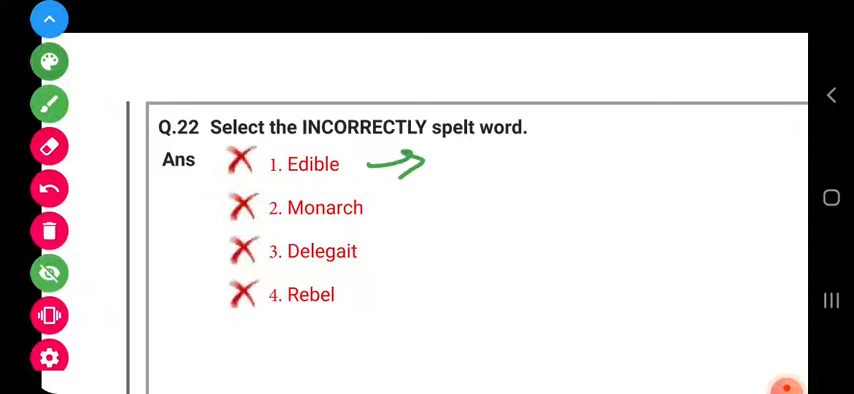 Q.22 Select the INCORRECTLY spelt word.
Ans 1. Edible
2. Monarch
3. Delegait
4. Rebel